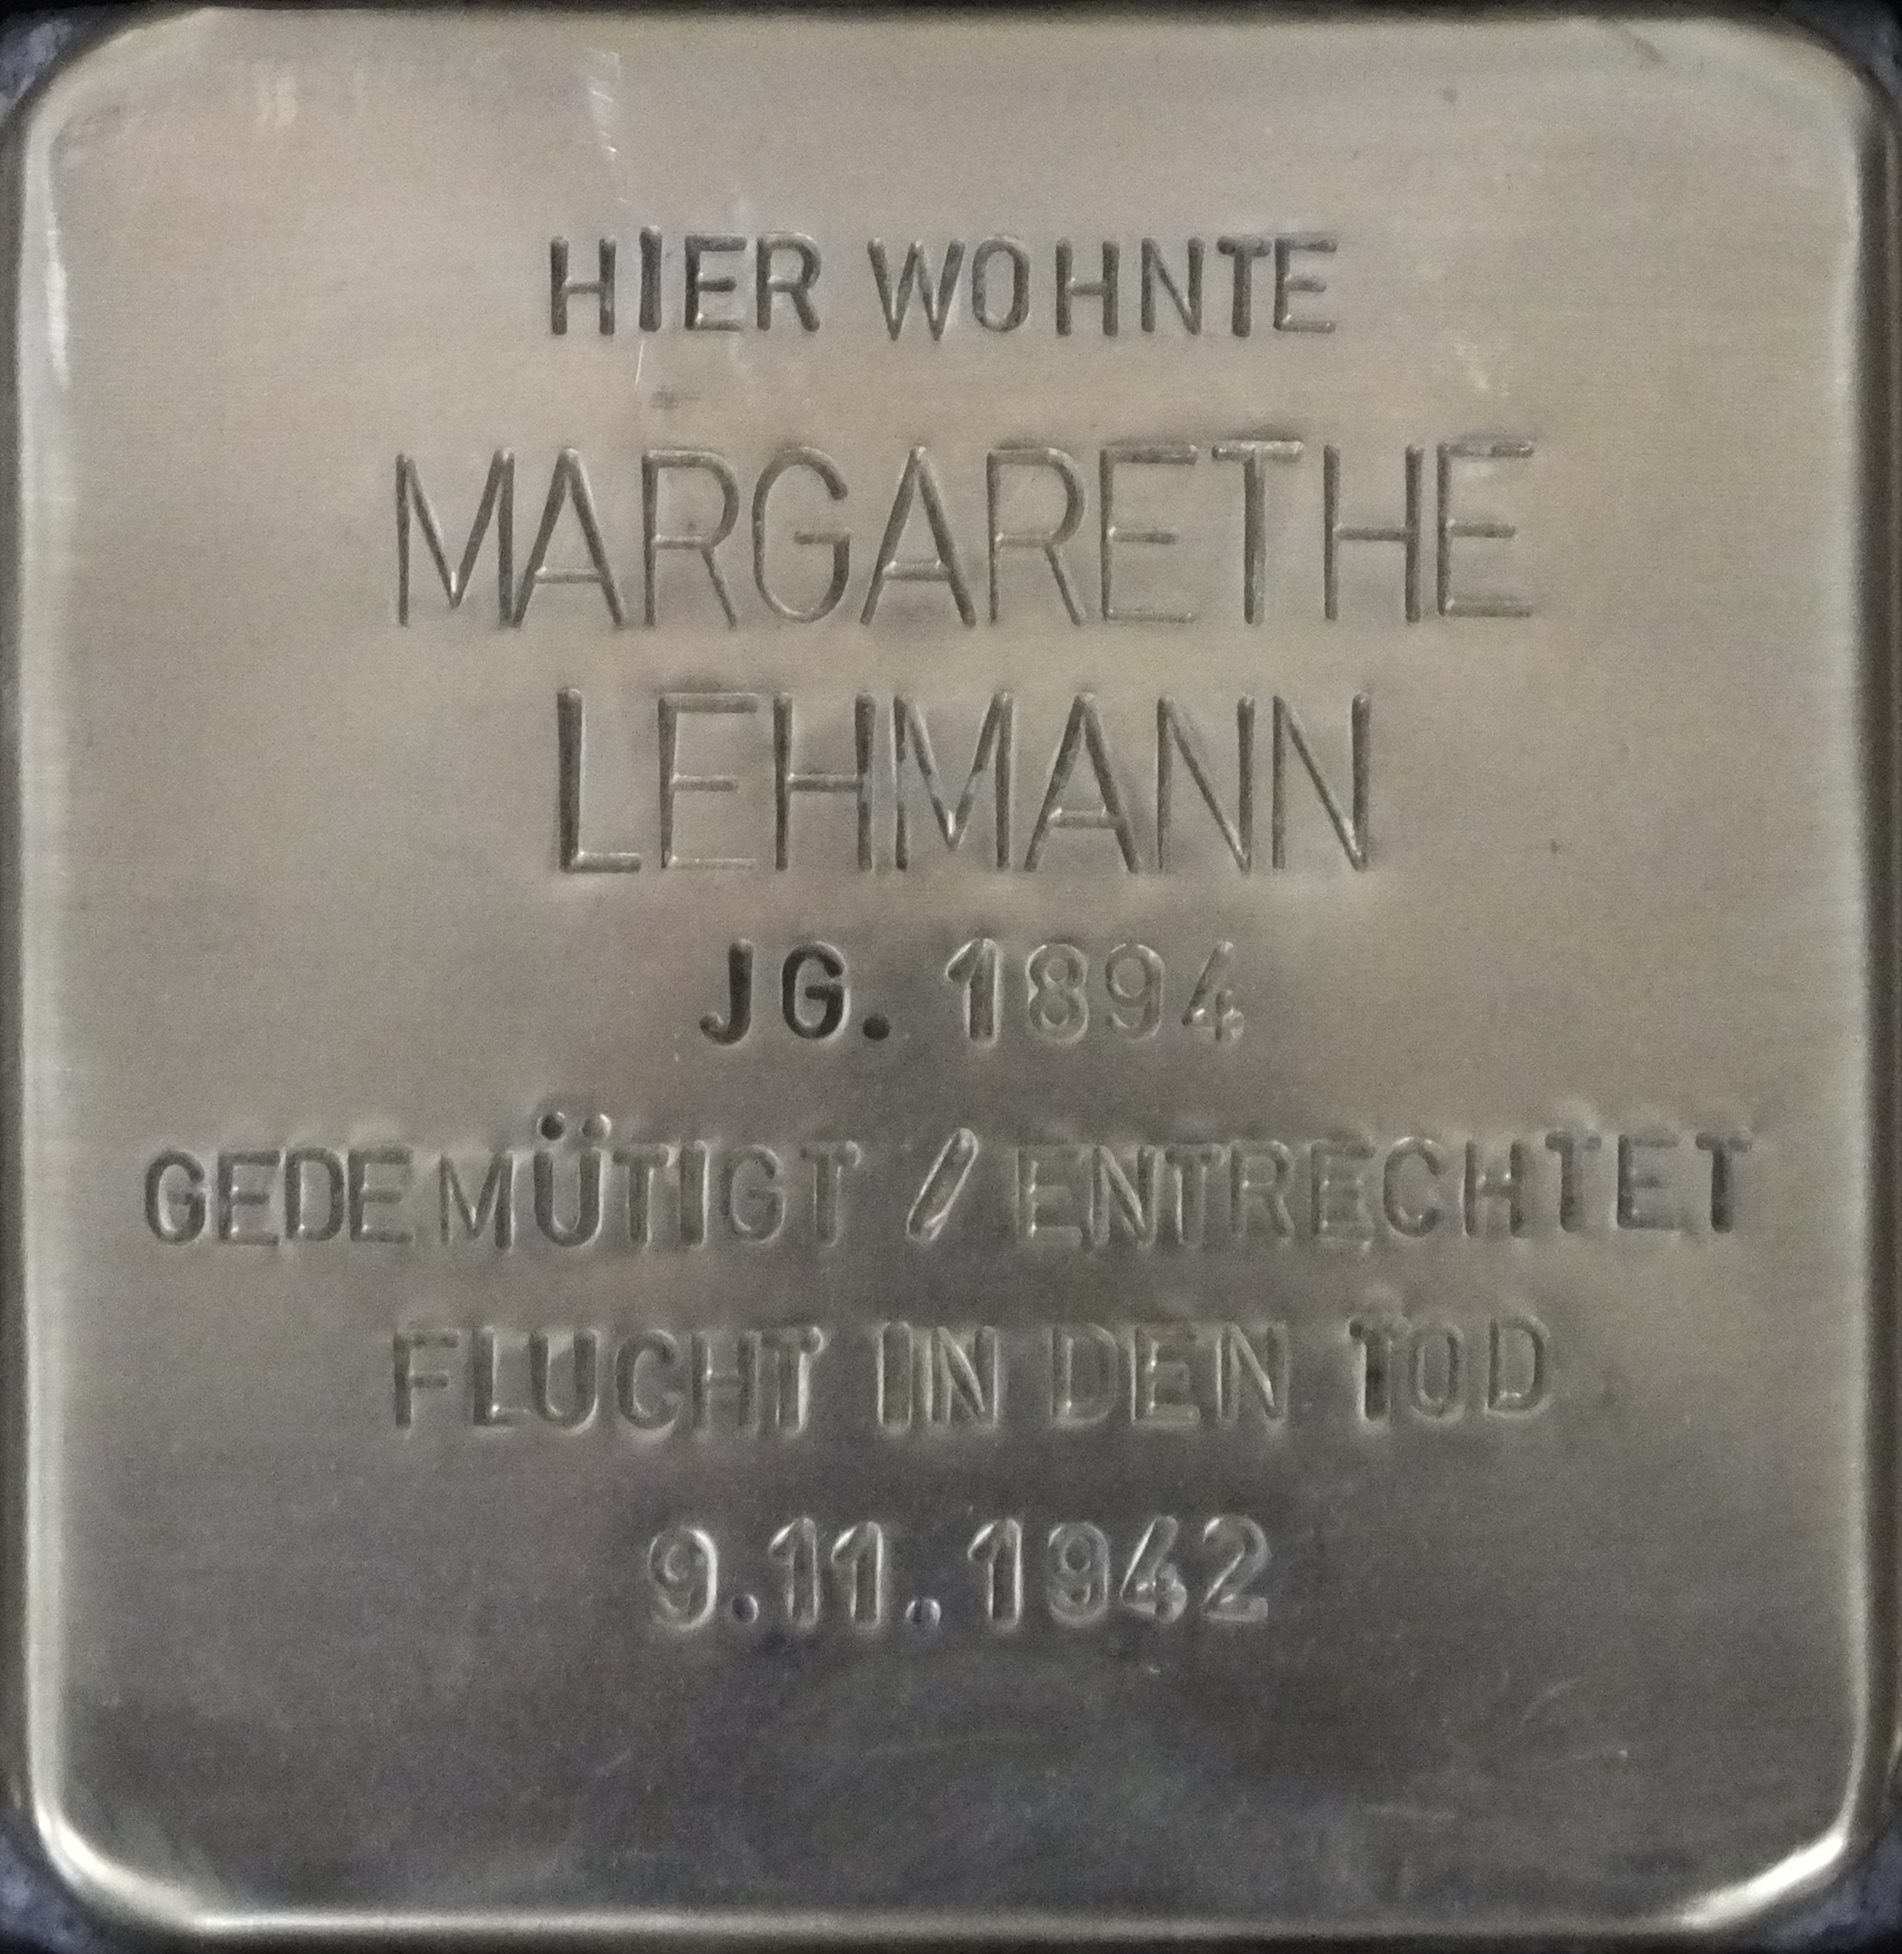 HIER WOHNTE
MARGARETHE
LEHMANN
JG. 1894
GEDEMÜTIGT / ENTRECHTET
FLUCHT IN DEN TOD
9.11.1942